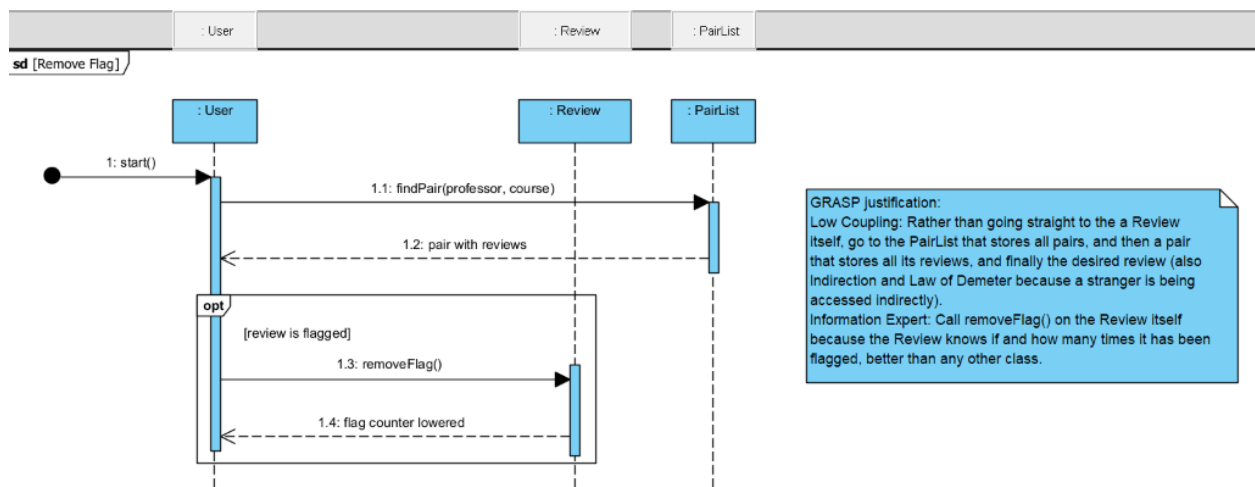 : User
: Review
: PairList
sd [Remove Flag]
: User
: Review
: PairList
1: start()
1.1: findPair(professor, course)
1.2: pair with reviews
opt
[review is flagged]
1.3: removeFlag()
1.4: flag counter lowered
GRASP justification:
Low Coupling: Rather than going straight to the a Review
itself, go to the PairList that stores all pairs, and then a pair
that stores all its reviews, and finally the desired review (also
Indirection and Law of Demeter because a stranger is being
accessed indirectly).
Information Expert: Call removeFlag() on the Review itself
because the Review knows if and how many times it has been
flagged, better than any other class.